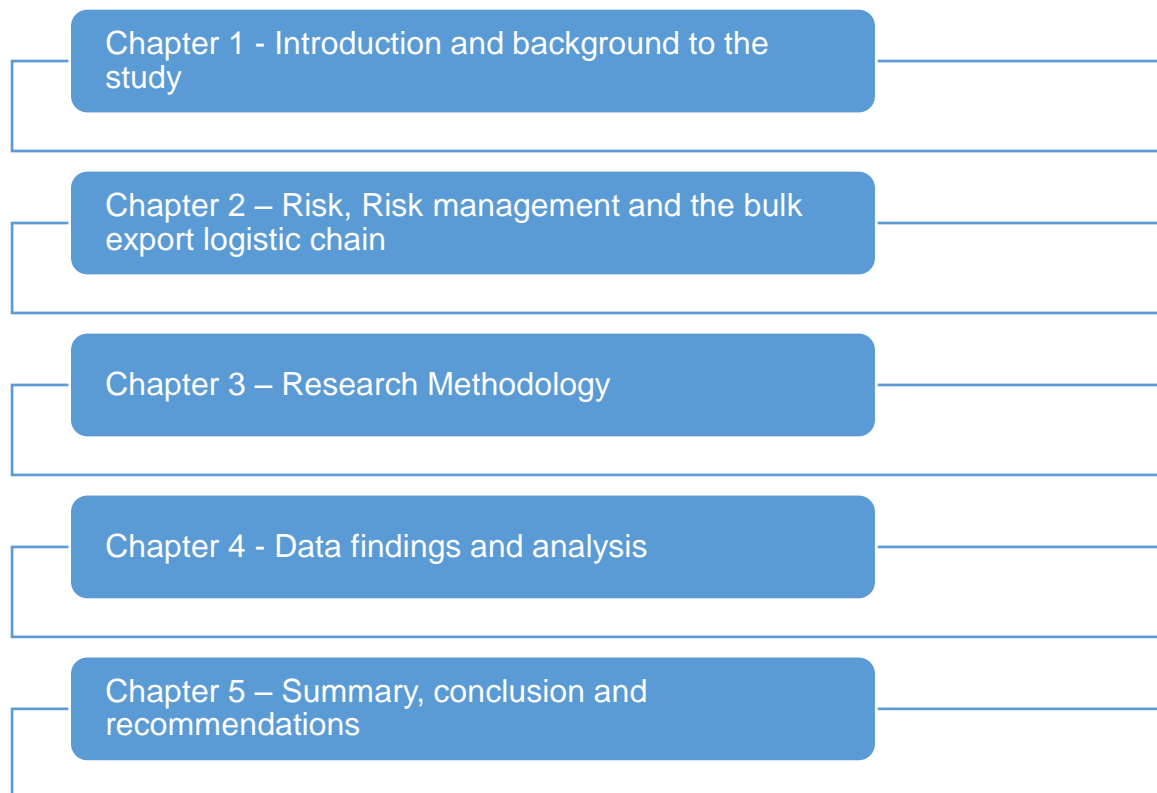 Chapter 1 - Introduction and background to the
study
Chapter 2 – Risk, Risk management and the bulk
export logistic chain
Chapter 3 – Research Methodology
Chapter 4 - Data findings and analysis
Chapter 5 – Summary, conclusion and
recommendations